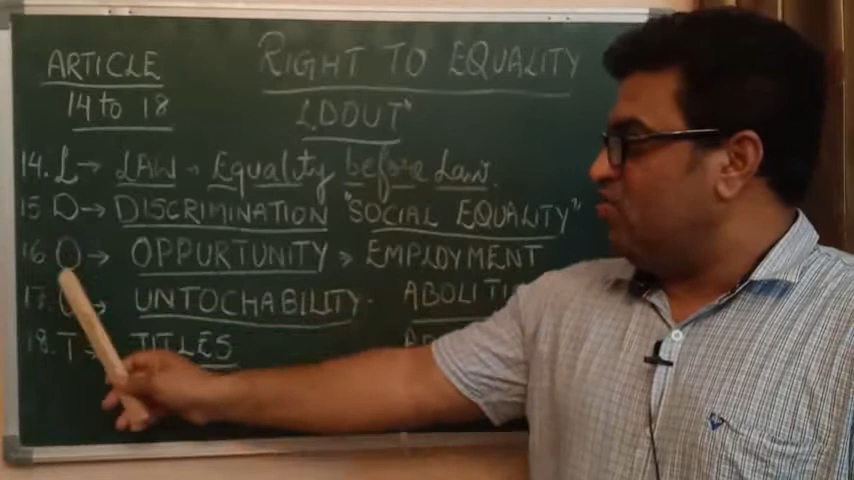 ARTICLE
14 to 18
RIGHT TO EQUALITY
LDOUT"
14. L → LAW → Equality before Law.
15 D → DISCRIMINATION "SOCIAL EQUALITY"
16 O → OPPURTUNITY → EMPLOYMENT
17. → UNTOCHABILITY.
18. T → TITLES